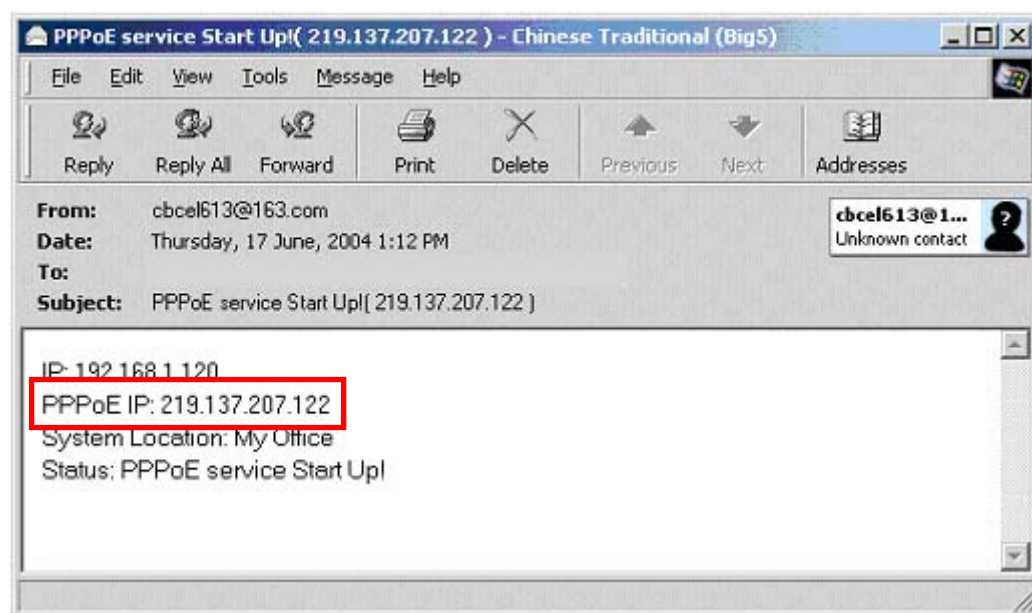 PPPoE service Start Up!( 219.137.207.122 ) - Chinese Traditional (Big5)
File Edit View Tools Message Help
Reply Reply All Forward Print Delete Previous Next Addresses
From: cbcel613@163.com
cbcel613@1...
Date: Thursday, 17 June, 2004 1:12 PM
Unknown contact
To:
Subject: PPPoE service Start Up!( 219.137.207.122 )
IP: 192.168.1.120
PPPoE IP: 219.137.207.122
System Location: My Office
Status: PPPoE service Start Up!